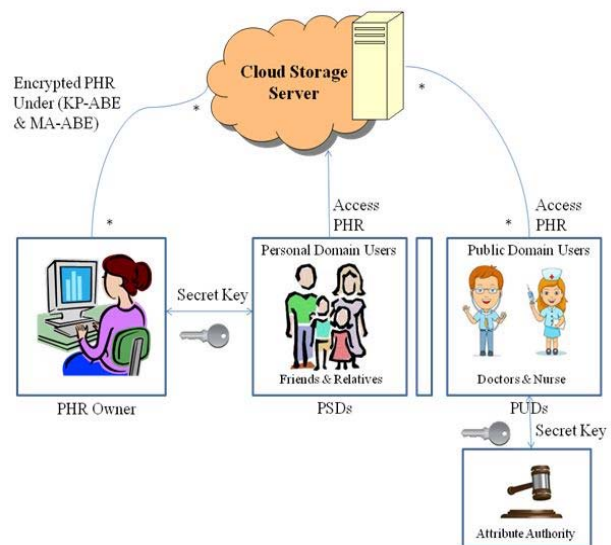 Cloud Storage
Server
Encrypted PHR
Under (KP-ABE
& MA-ABE)
*
*
*
*
Access
PHR
Access
PHR
Personal Domain Users
Public Domain Users
Secret Key
Friends & Relatives
Doctors & Nurse
PHR Owner
PSDs
PUDs
Secret Key
Attribute Authority